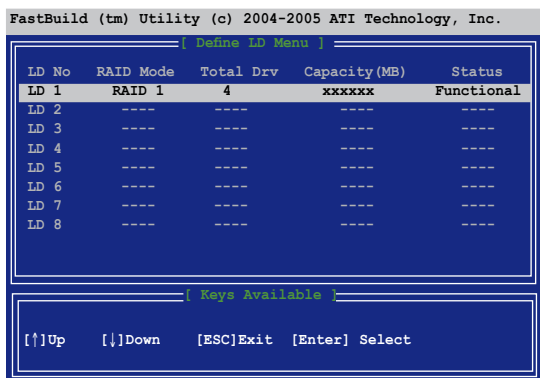 FastBuild (tm) Utility (c) 2004-2005 ATI Technology, Inc.
[ Define LD Menu ]
LD No RAID Mode Total Drv Capacity(MB) Status
LD 1 RAID 1 4 xxxxxx Functional
LD 2 ---- ---- ---- ----
LD 3 ---- ---- ---- ----
LD 4 ---- ---- ---- ----
LD 5 ---- ---- ---- ----
LD 6 ---- ---- ---- ----
LD 7 ---- ---- ---- ----
LD 8 ---- ---- ---- ----
[ Keys Available ]
[↑]Up [↓]Down [ESC]Exit [Enter] Select